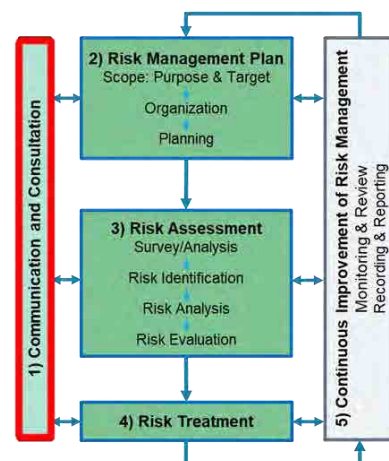 1) Communication and Consultation
2) Risk Management Plan
Scope: Purpose & Target
Organization
Planning
3) Risk Assessment
Survey/Analysis
Risk Identification
Risk Analysis
Risk Evaluation
4) Risk Treatment
5) Continuous Improvement of Risk Management
Monitoring & Review
Recording & Reporting